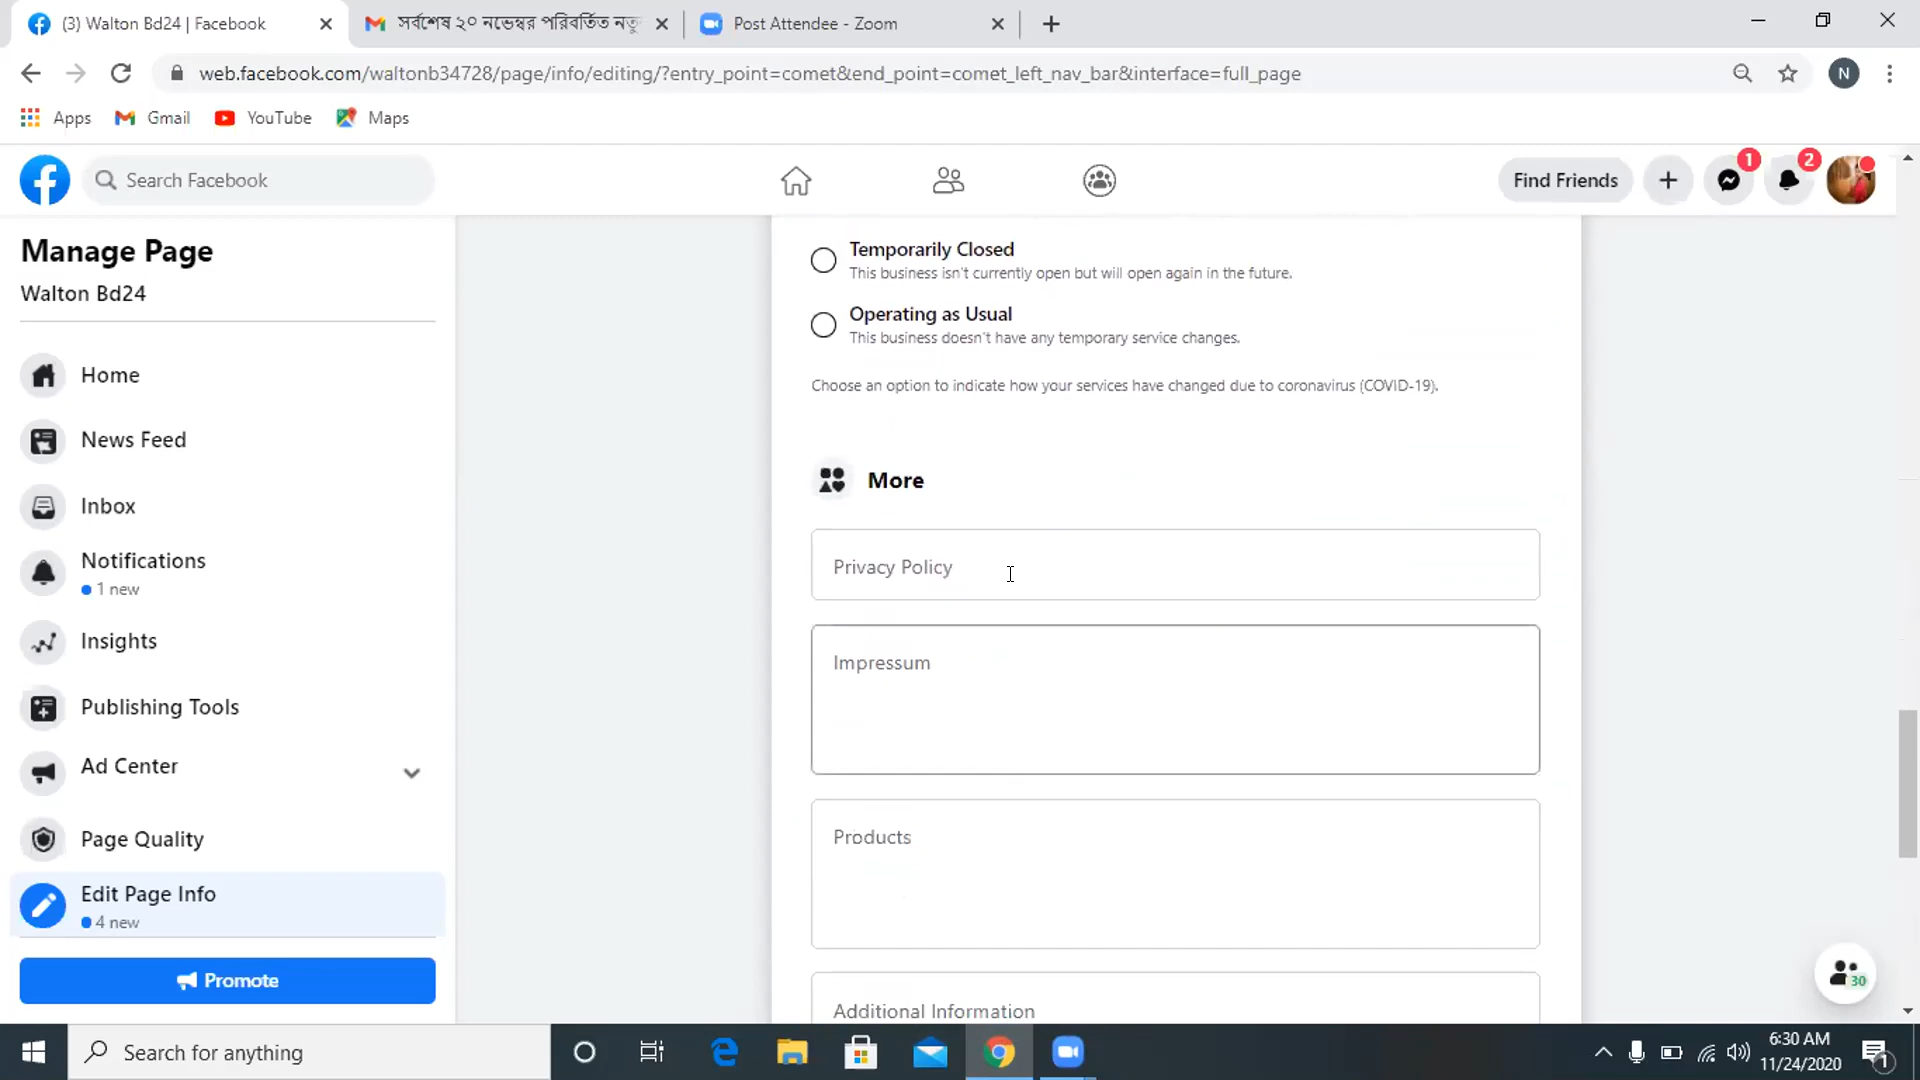 (3) Walton Bd24 | Facebook
সর্বশেষ ২০ নভেম্বর পরিবর্তিত নতু
Post Attendee - Zoom
web.facebook.com/waltonb34728/page/info/editing/?entry_point=comet&end_point=comet_left_nav_bar&interface=full_page
N
Apps
Gmail
YouTube
Maps
Search Facebook
Find Friends
1
2
Manage Page
Walton Bd24
Home
News Feed
Inbox
Notifications
1 new
Insights
Publishing Tools
Ad Center
Page Quality
Edit Page Info
4 new
Promote
Temporarily Closed
This business isn't currently open but will open again in the future.
Operating as Usual
This business doesn't have any temporary service changes.
Choose an option to indicate how your services have changed due to coronavirus (COVID-19).
More
Privacy Policy
Impressum
Products
Additional Information
30
Search for anything
6:30 AM
11/24/2020
1